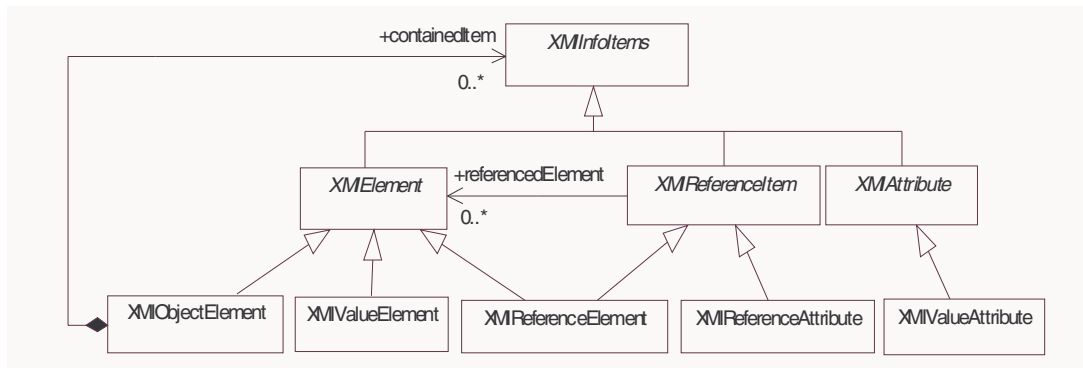 +containedItem
XMIInfoItems
0..*
XMIElement
+referencedElement
0..*
XMIReferenceItem
XMIAttribute
XMIObjectElement
XMIValueElement
XMIReferenceElement
XMIReferenceAttribute
XMIValueAttribute